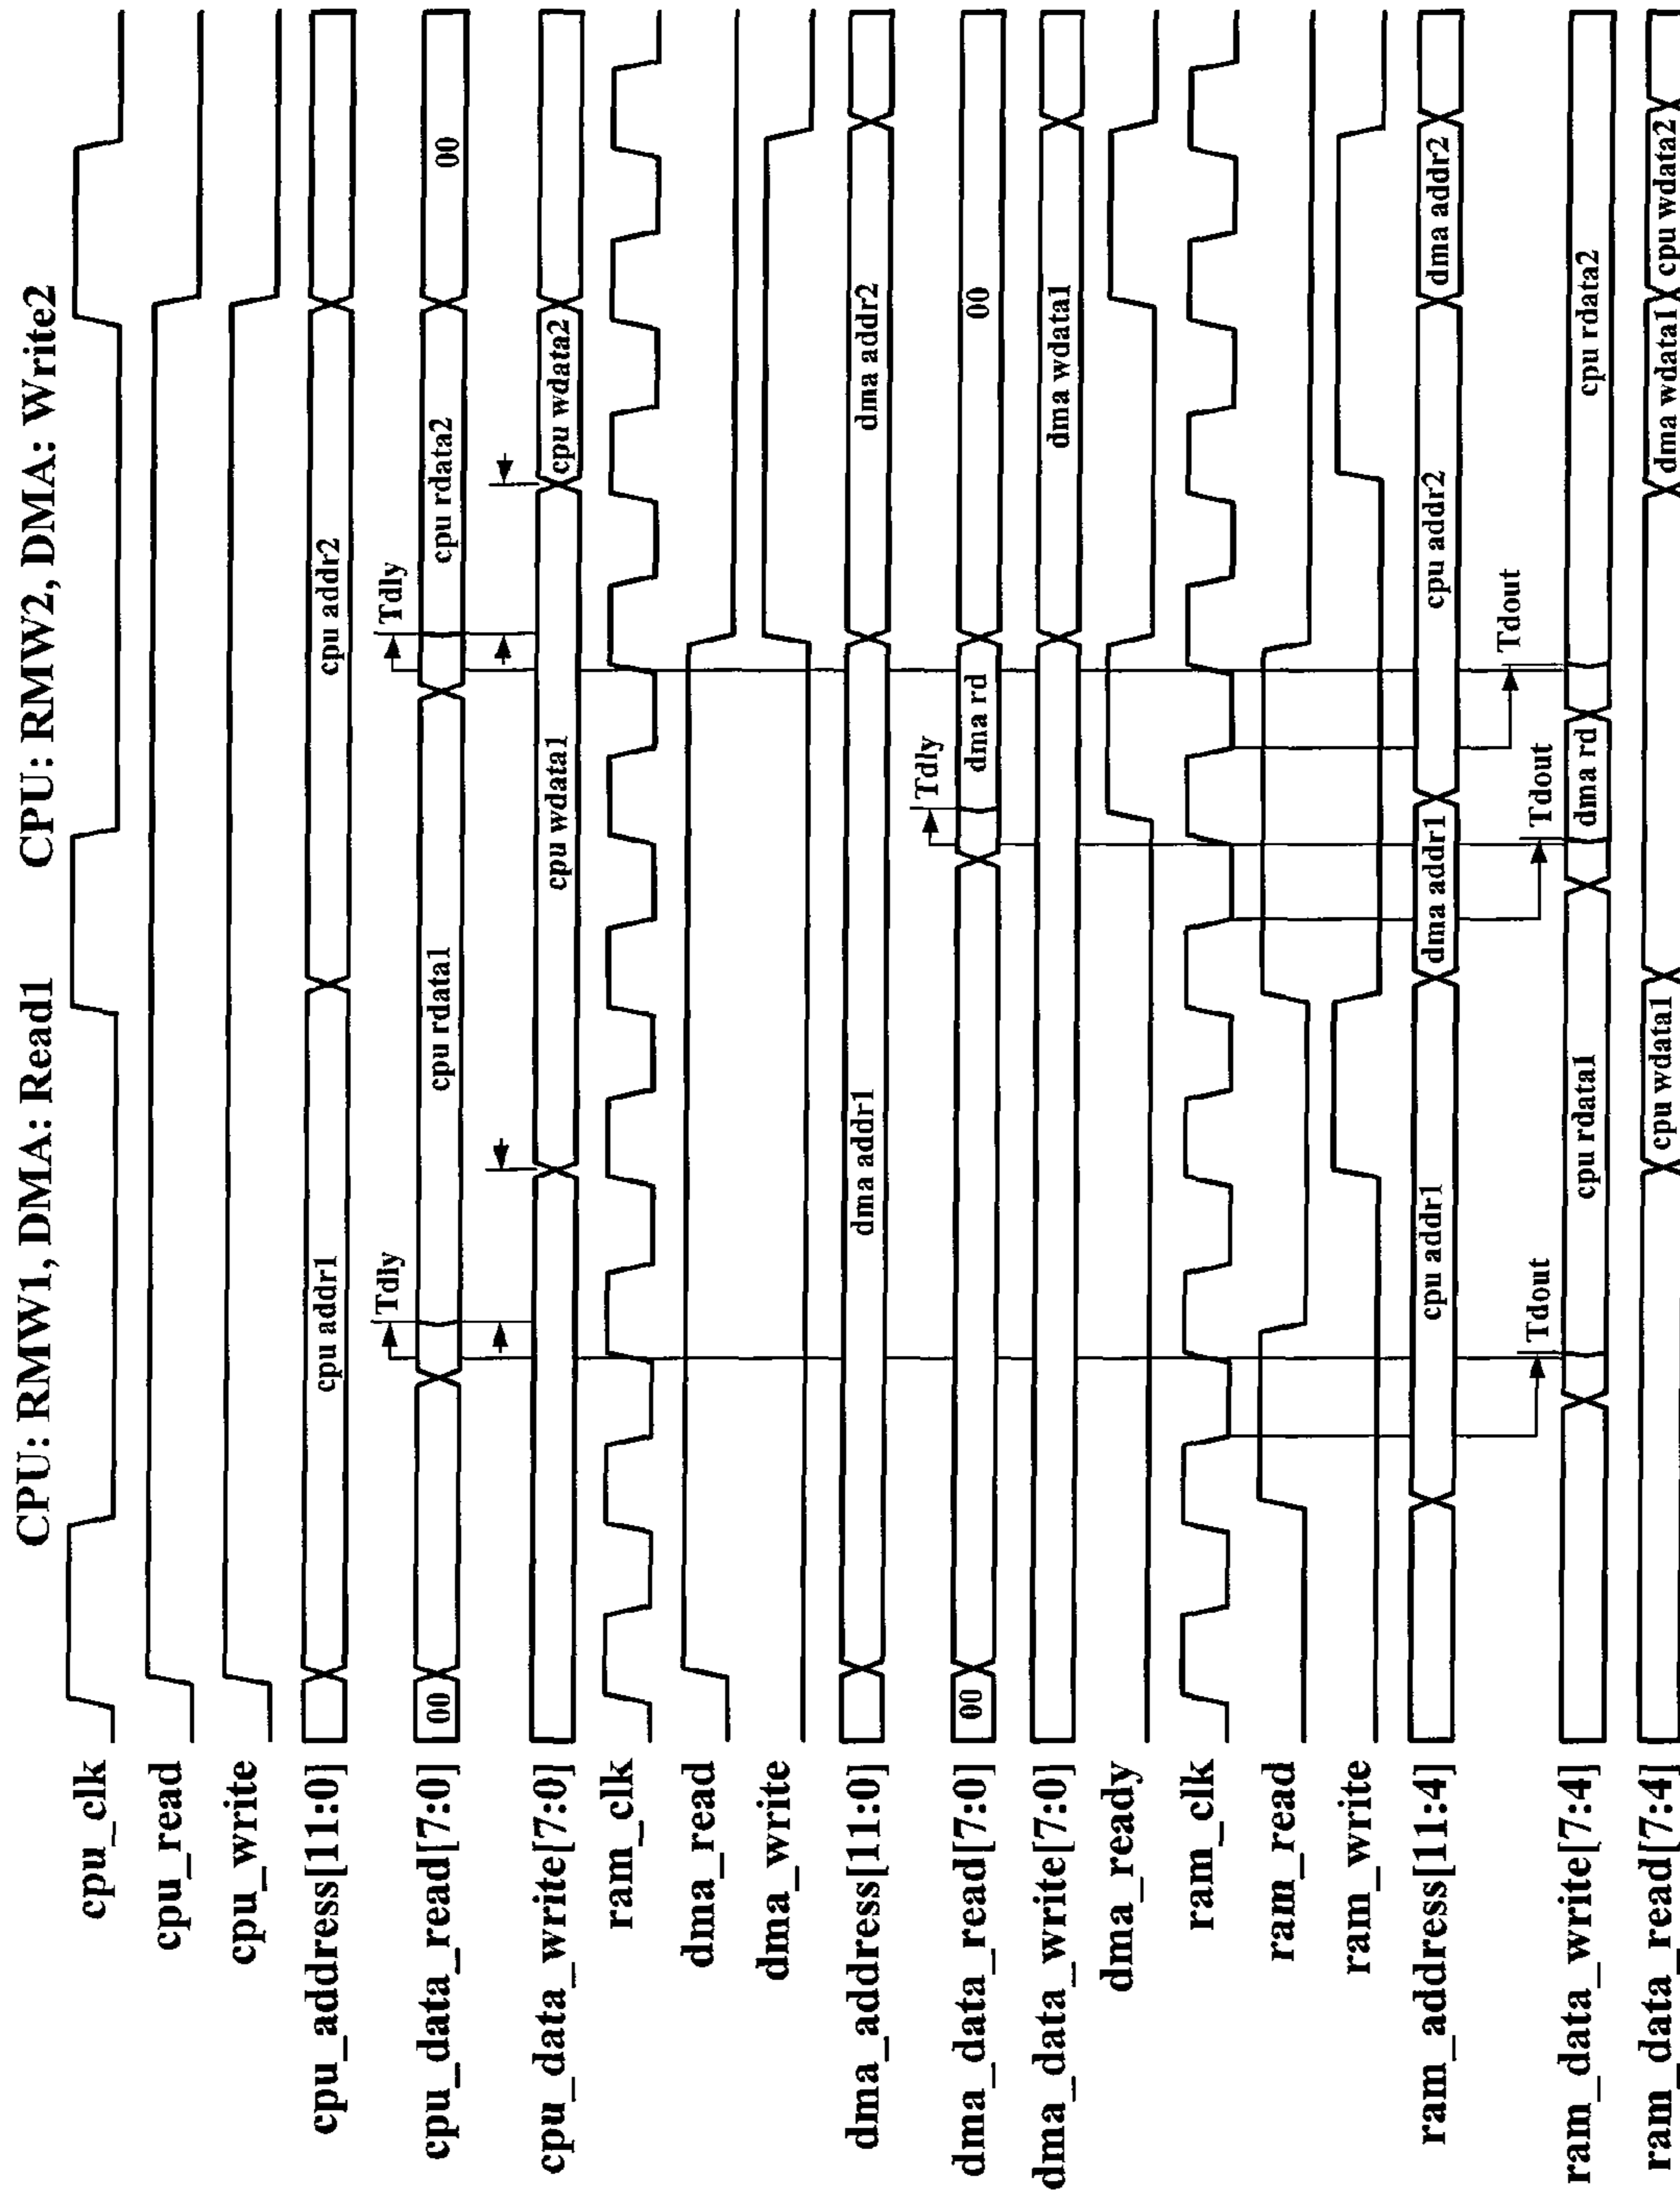 CPU: RMW1, DMA: Read1 CPU: RMW2, DMA: Write2
cpu_clk
cpu_read
cpu_write
cpu_address[11:0] cpu addr1 cpu addr2
Tdly Tdly
cpu_data_read[7:0] 00 cpu rdata1 cpu rdata2 00
cpu_data_write[7:0] cpu wdata1 cpu wdata2
ram_clk
dma_read
dma_write
dma_address[11:0] dma addr1 dma addr2
Tdly
dma_data_read[7:0] 00 dma rd 00
dma_data_write[7:0] dma wdata1
dma_ready
ram_clk
ram_read
ram_write
ram_address[11:4] cpu addr1 dma addr1 cpu addr2 dma addr2
Tdout Tdout Tdout
ram_data_write[7:4] cpu rdata1 dma rd cpu rdata2
ram_data_read[7:4] cpu wdata1 dma wdata1 cpu wdata2